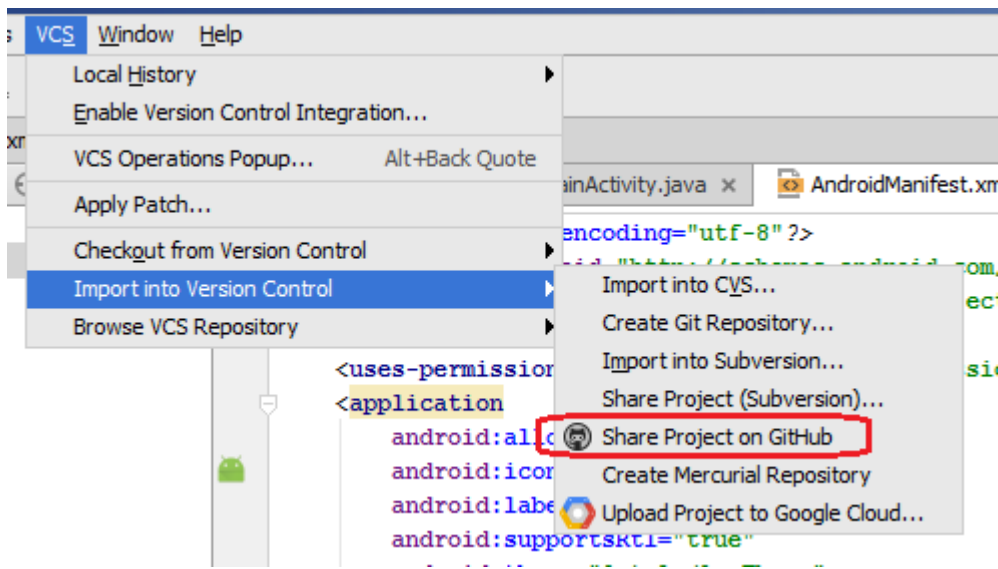 VCS Window Help
Local History
Enable Version Control Integration...
VCS Operations Popup... Alt+Back Quote
Apply Patch...
Checkout from Version Control
Import into Version Control
Browse VCS Repository
ainActivity.java × AndroidManifest.xm
encoding="utf-8"?>
Import into CVS...
Create Git Repository...
Import into Subversion...
Share Project (Subversion)...
Share Project on GitHub
Create Mercurial Repository
Upload Project to Google Cloud...
<uses-permission
<application
android:allo
android:icon
android:labe
android:supportsRtl="true"